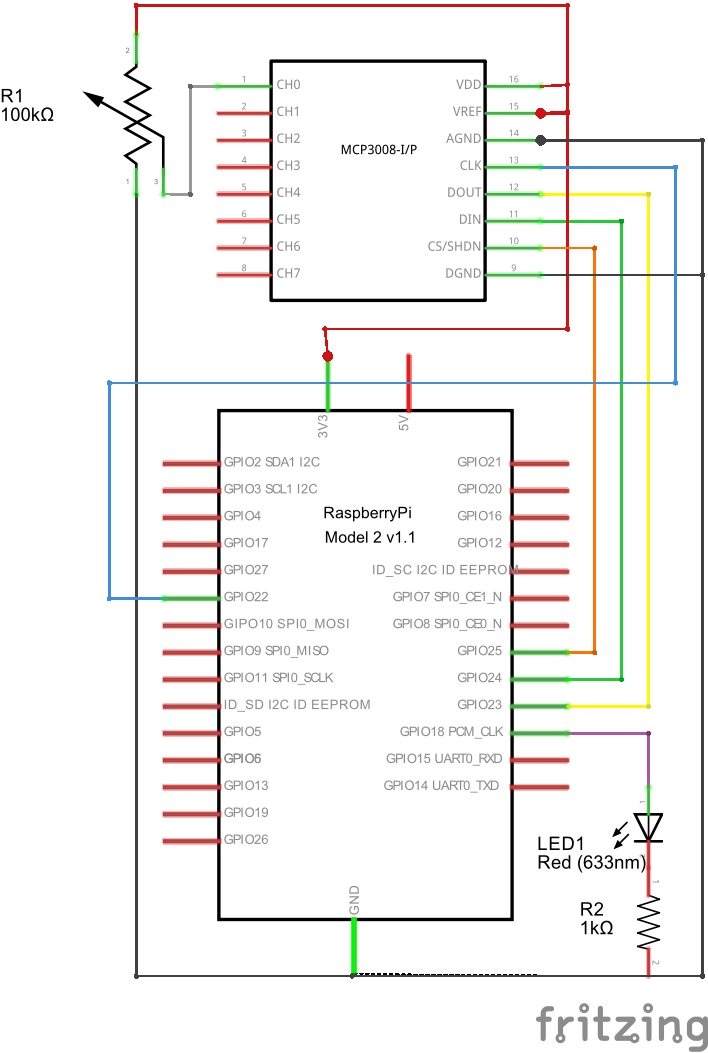 2
R1
100kΩ
1
3
MCP3008-I/P
1 CH0
2 CH1
3 CH2
4 CH3
5 CH4
6 CH5
7 CH6
8 CH7
VDD 16
VREF 15
AGND 14
CLK 13
DOUT 12
DIN 11
CS/SHDN 10
DGND 9
3V3
5V
RaspberryPi
Model 2 v1.1
GPIO2 SDA1 I2C
GPIO3 SCL1 I2C
GPIO4
GPIO17
GPIO27
GPIO22
GIPO10 SPI0_MOSI
GPIO9 SPI0_MISO
GPIO11 SPI0_SCLK
ID_SD I2C ID EEPROM
GPIO5
GPIO6
GPIO13
GPIO19
GPIO26
GPIO21
GPIO20
GPIO16
GPIO12
ID_SC I2C ID EEPROM
GPIO7 SPI0_CE1_N
GPIO8 SPI0_CE0_N
GPIO25
GPIO24
GPIO23
GPIO18 PCM_CLK
GPIO15 UART0_RXD
GPIO14 UART0_TXD
GND
1
LED1
Red (633nm)
1
R2
1kΩ
2
fritzing